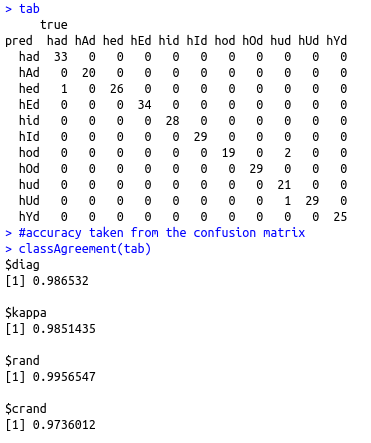 > tab
true
pred had hAd hed hEd hid hId hod hOd hud hUd hYd
had 33 0 0 0 0 0 0 0 0 0 0
hAd 0 20 0 0 0 0 0 0 0 0 0
hed 1 0 26 0 0 0 0 0 0 0 0
hEd 0 0 0 34 0 0 0 0 0 0 0
hid 0 0 0 0 28 0 0 0 0 0 0
hId 0 0 0 0 0 29 0 0 0 0 0
hod 0 0 0 0 0 0 19 0 2 0 0
hOd 0 0 0 0 0 0 0 29 0 0 0
hud 0 0 0 0 0 0 0 0 21 0 0
hUd 0 0 0 0 0 0 0 0 1 29 0
hYd 0 0 0 0 0 0 0 0 0 0 25
> #accuracy taken from the confusion matrix
> classAgreement(tab)
$diag
[1] 0.986532
$kappa
[1] 0.9851435
$rand
[1] 0.9956547
$crand
[1] 0.9736012